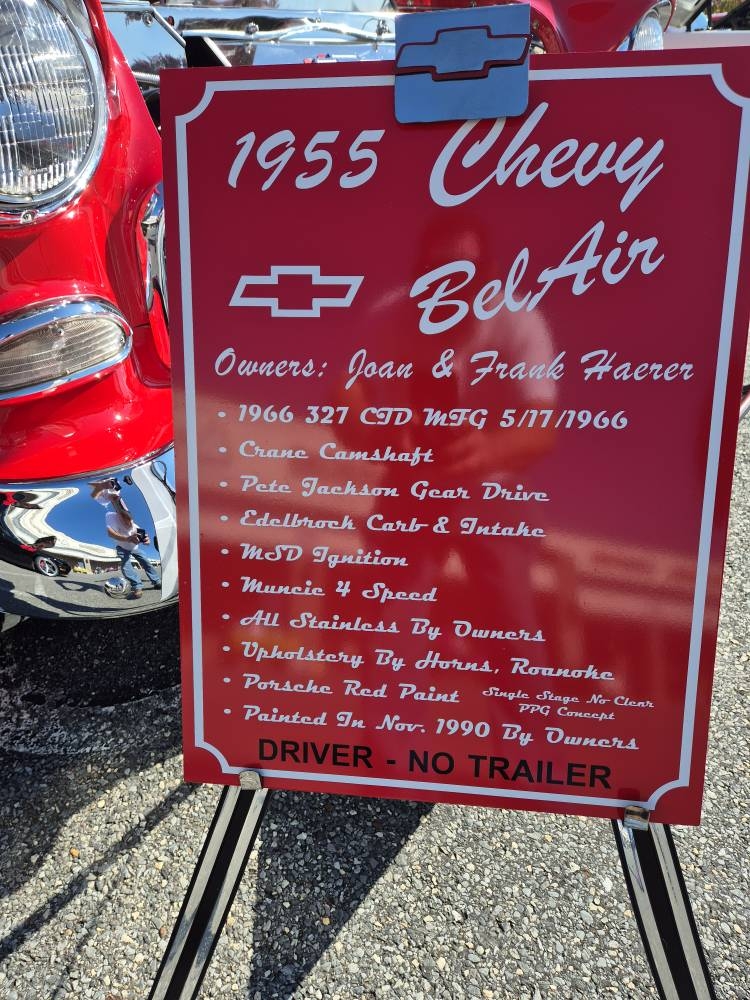 1955 Chevy
BelAir
Owners: Joan & Frank Haerer
• 1966 327 CID MFG 5/17/1966
• Crane Camshaft
• Pete Jackson Gear Drive
• Edelbrock Carb & Intake
• MSD Ignition
• Muncie 4 Speed
• All Stainless By Owners
• Upholstery By Horns, Roanoke
• Porsche Red Paint Single Stage No Clear
PPG Concept
• Painted In Nov. 1990 By Owners
DRIVER - NO TRAILER